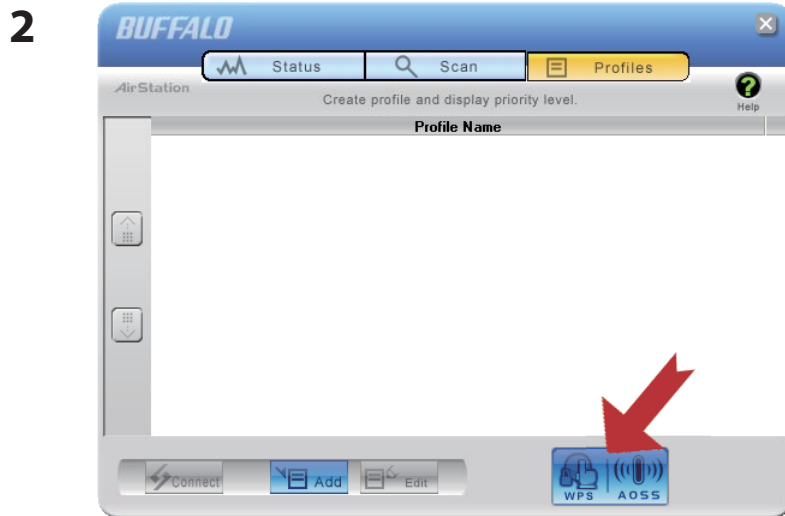 2
BUFFALO
Status Scan Profiles
AirStation
Create profile and display priority level.
Help
Profile Name
Connect Add Edit
WPS AOSS